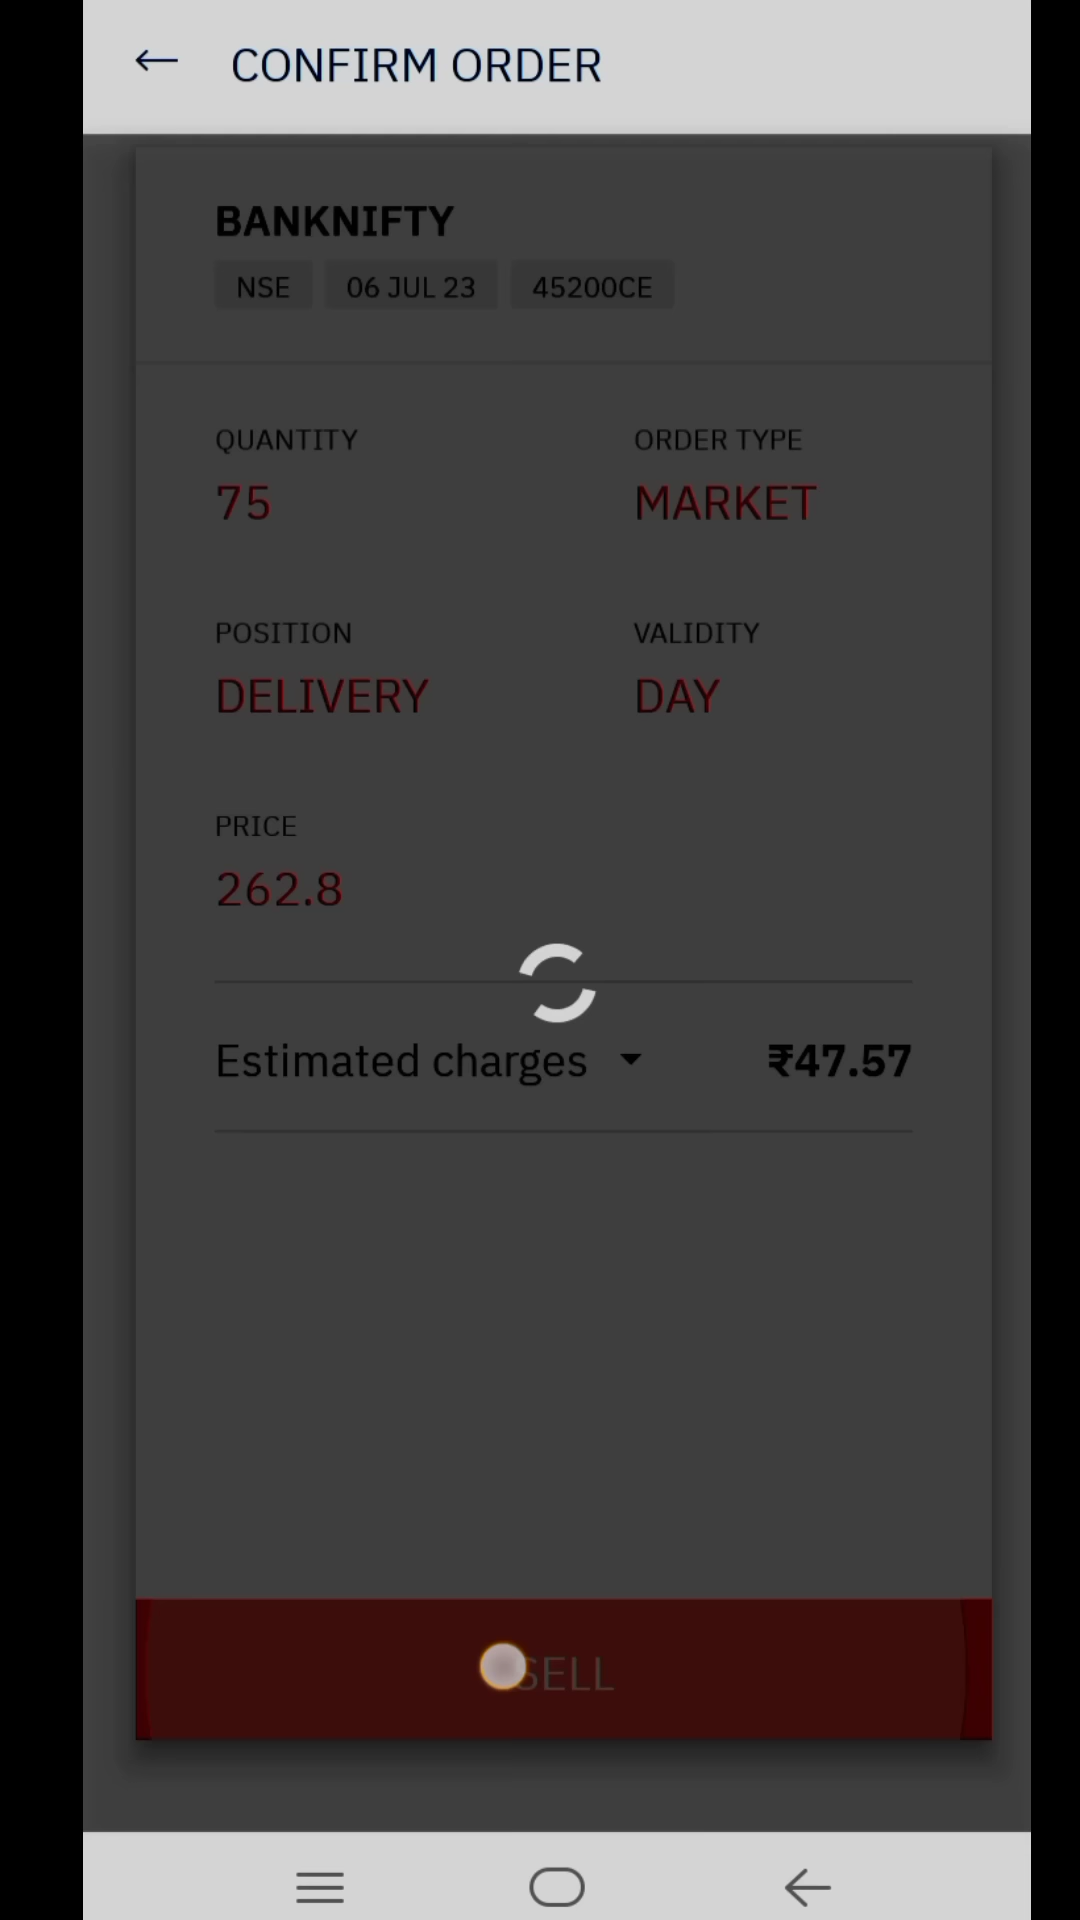 CONFIRM ORDER
BANKNIFTY
NSE 06 JUL 23 45200CE
QUANTITY ORDER TYPE
75 MARKET
POSITION VALIDITY
DELIVERY DAY
PRICE
262.8
Estimated charges ₹47.57
SELL